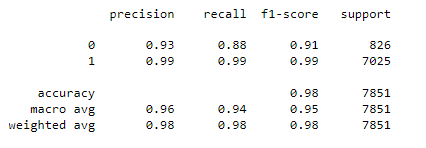 precision recall f1-score support
0 0.93 0.88 0.91 826
1 0.99 0.99 0.99 7025
accuracy 0.98 7851
macro avg 0.96 0.94 0.95 7851
weighted avg 0.98 0.98 0.98 7851